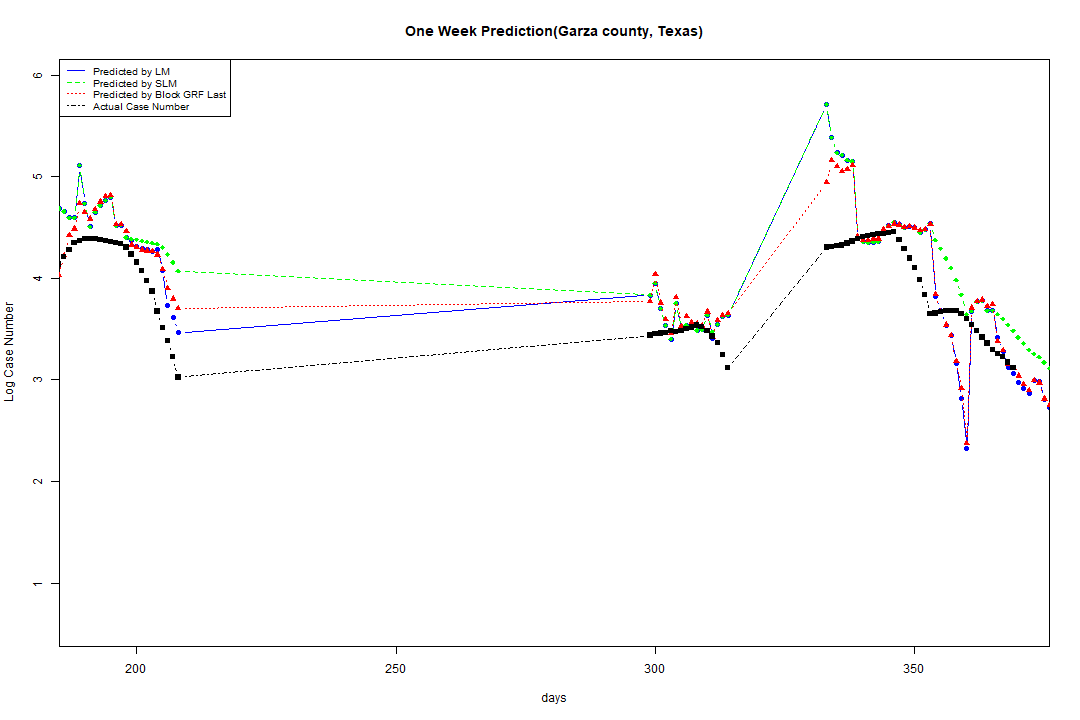 One Week Prediction(Garza county, Texas)
Predicted by LM
Predicted by SLM
Predicted by Block GRF Last
Actual Case Number
6
5
4
3
2
1
Log Case Number
200 250 300 350
days